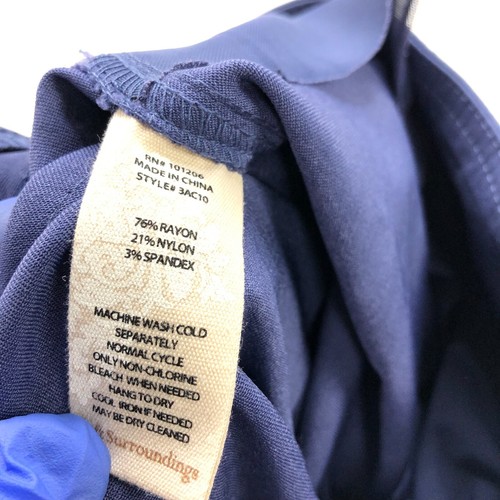 RN# 101206
MADE IN CHINA
STYLE# 3AC10
76% RAYON
21% NYLON
3% SPANDEX
MACHINE WASH COLD
SEPARATELY
NORMAL CYCLE
ONLY NON-CHLORINE
BLEACH WHEN NEEDED
HANG TO DRY
COOL IRON IF NEEDED
MAY BE DRY CLEANED
& Surroundings